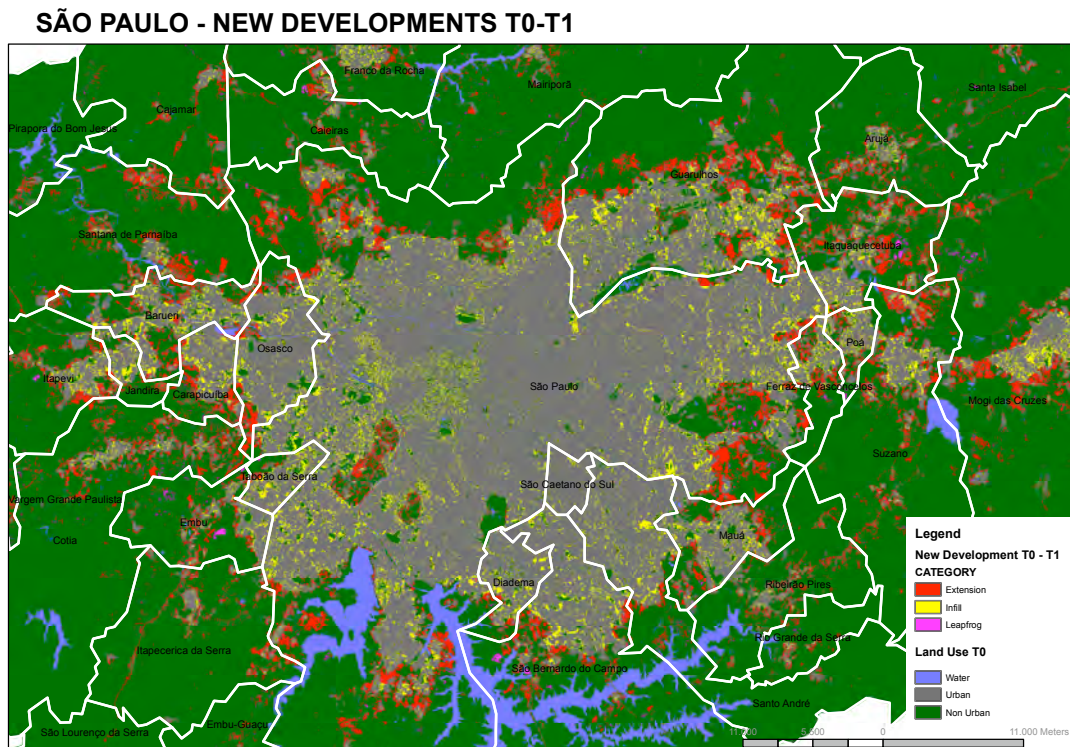 SÃO PAULO - NEW DEVELOPMENTS T0-T1
Franco da Rocha
Mairiporã
Santa Isabel
Cajamar
Pirapora do Bom Jesus
Caieiras
Arujá
Guarulhos
Santana de Parnaíba
Itaquaquecetuba
Barueri
Osasco
Poá
Itapevi
Jandira
Carapicuíba
São Paulo
Ferraz de Vasconcelos
Mogi das Cruzes
Suzano
Taboão da Serra
São Caetano do Sul
Vargem Grande Paulista
Embu
Cotia
Mauá
Diadema
Ribeirão Pires
Rio Grande da Serra
Itapecerica da Serra
São Bernardo do Campo
Santo André
Embu-Guaçu
São Lourenço da Serra
Legend
New Development T0 - T1
CATEGORY
Extension
Infill
Leapfrog
Land Use T0
Water
Urban
Non Urban
0
11.000 Meters